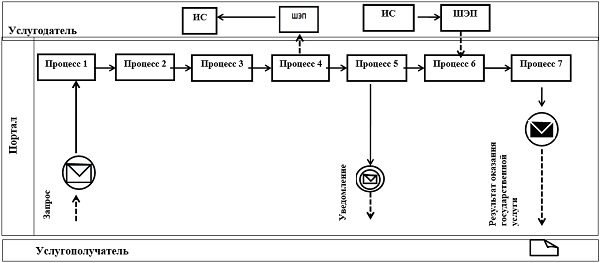 ИС
ШЭП
ИС
ШЭП
Услугодатель
Процесс 1
Процесс 2
Процесс 3
Процесс 4
Процесс 5
Процесс 6
Процесс 7
Портал
Запрос
Уведомление
Результат оказания
государственной
услуги
Услугополучатель